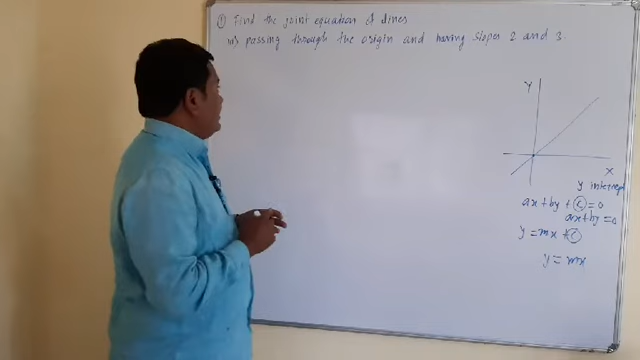 ① Find the joint equation of lines
passing through the origin and having slopes 2 and 3.
Y
X
y intercept
ax+by+c=0
ax+by=0
y=mx+c
y=mx